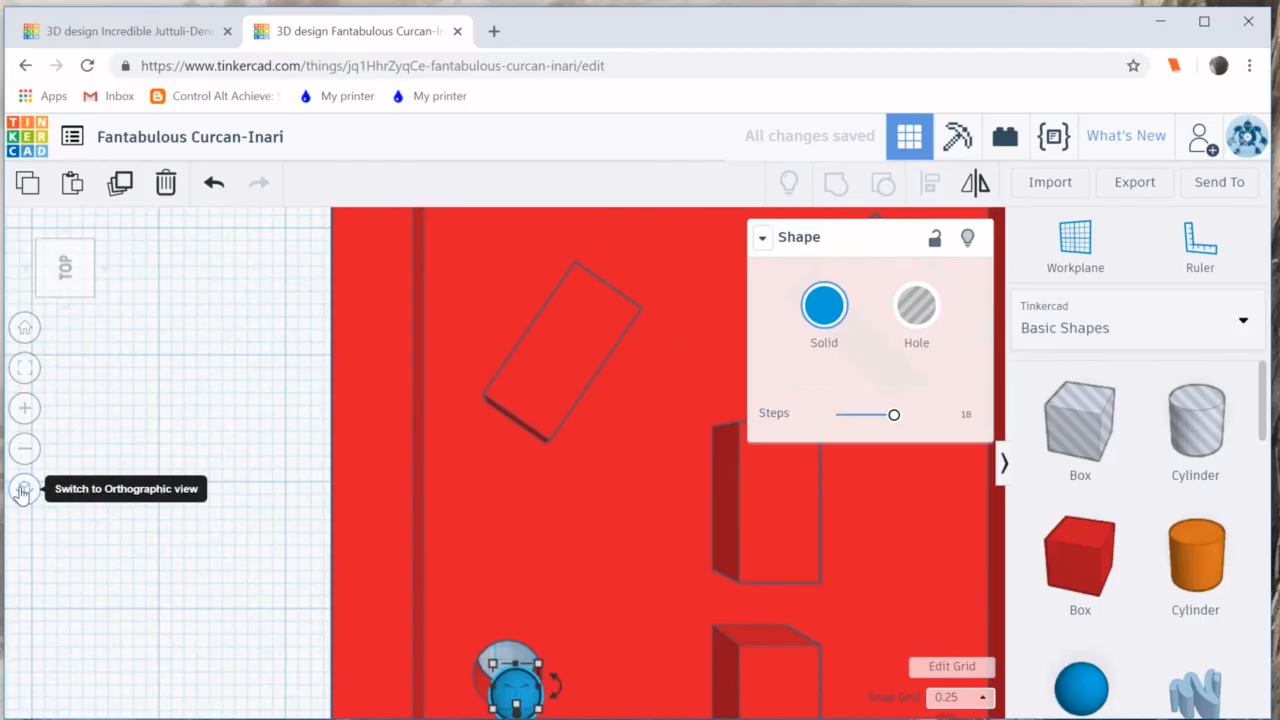 3D design Incredible Juttuli-Den
3D design Fantabulous Curcan-In
https://www.tinkercad.com/things/jq1HhrZyqCe-fantabulous-curcan-inari/edit
Apps
Inbox
Control Alt Achieve:
My printer
My printer
TIN
KER
CAD
Fantabulous Curcan-Inari
All changes saved
What's New
Import
Export
Send To
TOP
Shape
Solid
Hole
Steps
18
Workplane
Ruler
Tinkercad
Basic Shapes
Box
Cylinder
Switch to Orthographic view
Box
Cylinder
Edit Grid
Snap Grid
0.25